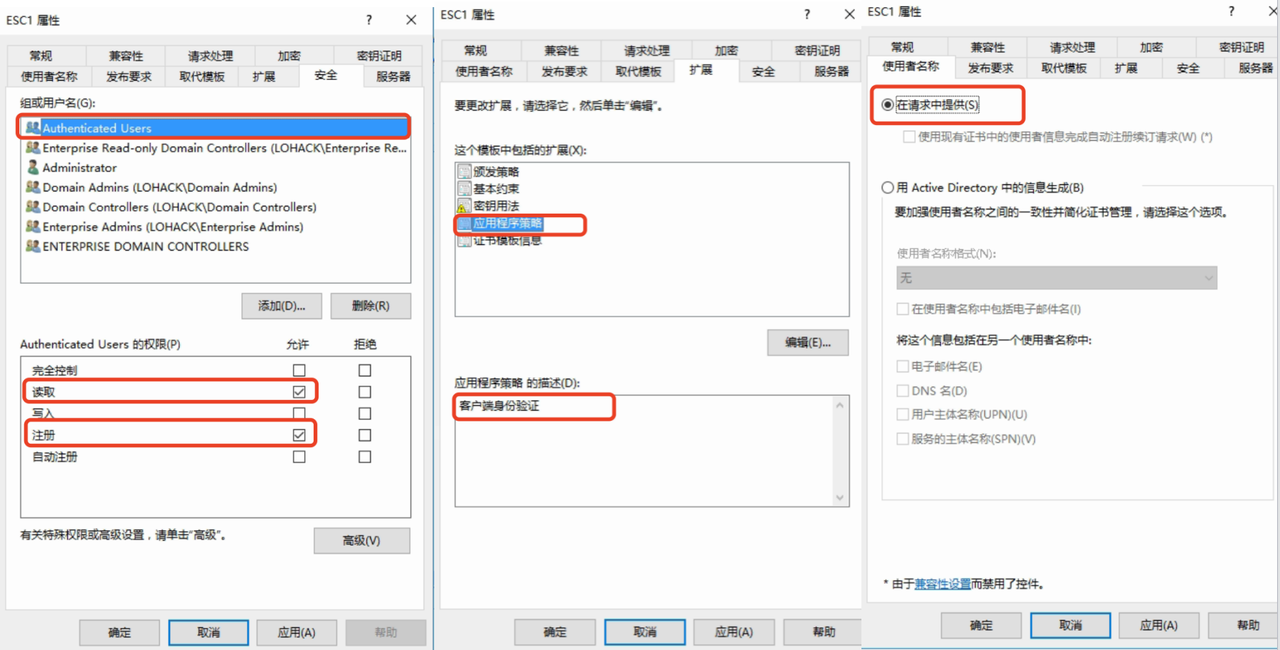 ESC1 属性
?
常规 兼容性 请求处理 加密 密钥证明
使用者名称 发布要求 取代模板 扩展 安全 服务器
组或用户名(G):
Authenticated Users
Enterprise Read-only Domain Controllers (LOHACK\Enterprise Re...
Administrator
Domain Admins (LOHACK\Domain Admins)
Domain Controllers (LOHACK\Domain Controllers)
Enterprise Admins (LOHACK\Enterprise Admins)
ENTERPRISE DOMAIN CONTROLLERS
添加(D)... 删除(R)
Authenticated Users 的权限(P) 允许 拒绝
完全控制
读取
写入
注册
自动注册
有关特殊权限或高级设置，请单击“高级”。
高级(V)
确定 取消 应用(A) 帮助
ESC1 属性
?
常规 兼容性 请求处理 加密 密钥证明
使用者名称 发布要求 取代模板 扩展 安全 服务器
要更改扩展，请选择它，然后单击“编辑”。
这个模板中包括的扩展(X):
颁发策略
基本约束
密钥用法
应用程序策略
证书模板信息
编辑(E)...
应用程序策略 的描述(D):
客户端身份验证
确定 取消 应用(A) 帮助
ESC1 属性
?
常规 兼容性 请求处理 加密 密钥证明
使用者名称 发布要求 取代模板 扩展 安全 服务器
在请求中提供(S)
使用现有证书中的使用者信息完成自动注册续订请求(W) (*)
用 Active Directory 中的信息生成(B)
要加强使用者名称之间的一致性并简化证书管理，请选择这个选项。
使用者名称格式(N):
无
在使用者名称中包括电子邮件名(I)
将这个信息包括在另一个使用者名称中:
电子邮件名(E)
DNS 名(D)
用户主体名称(UPN)(U)
服务的主体名称(SPN)(V)
* 由于兼容性设置而禁用了控件。
确定 取消 应用(A) 帮助